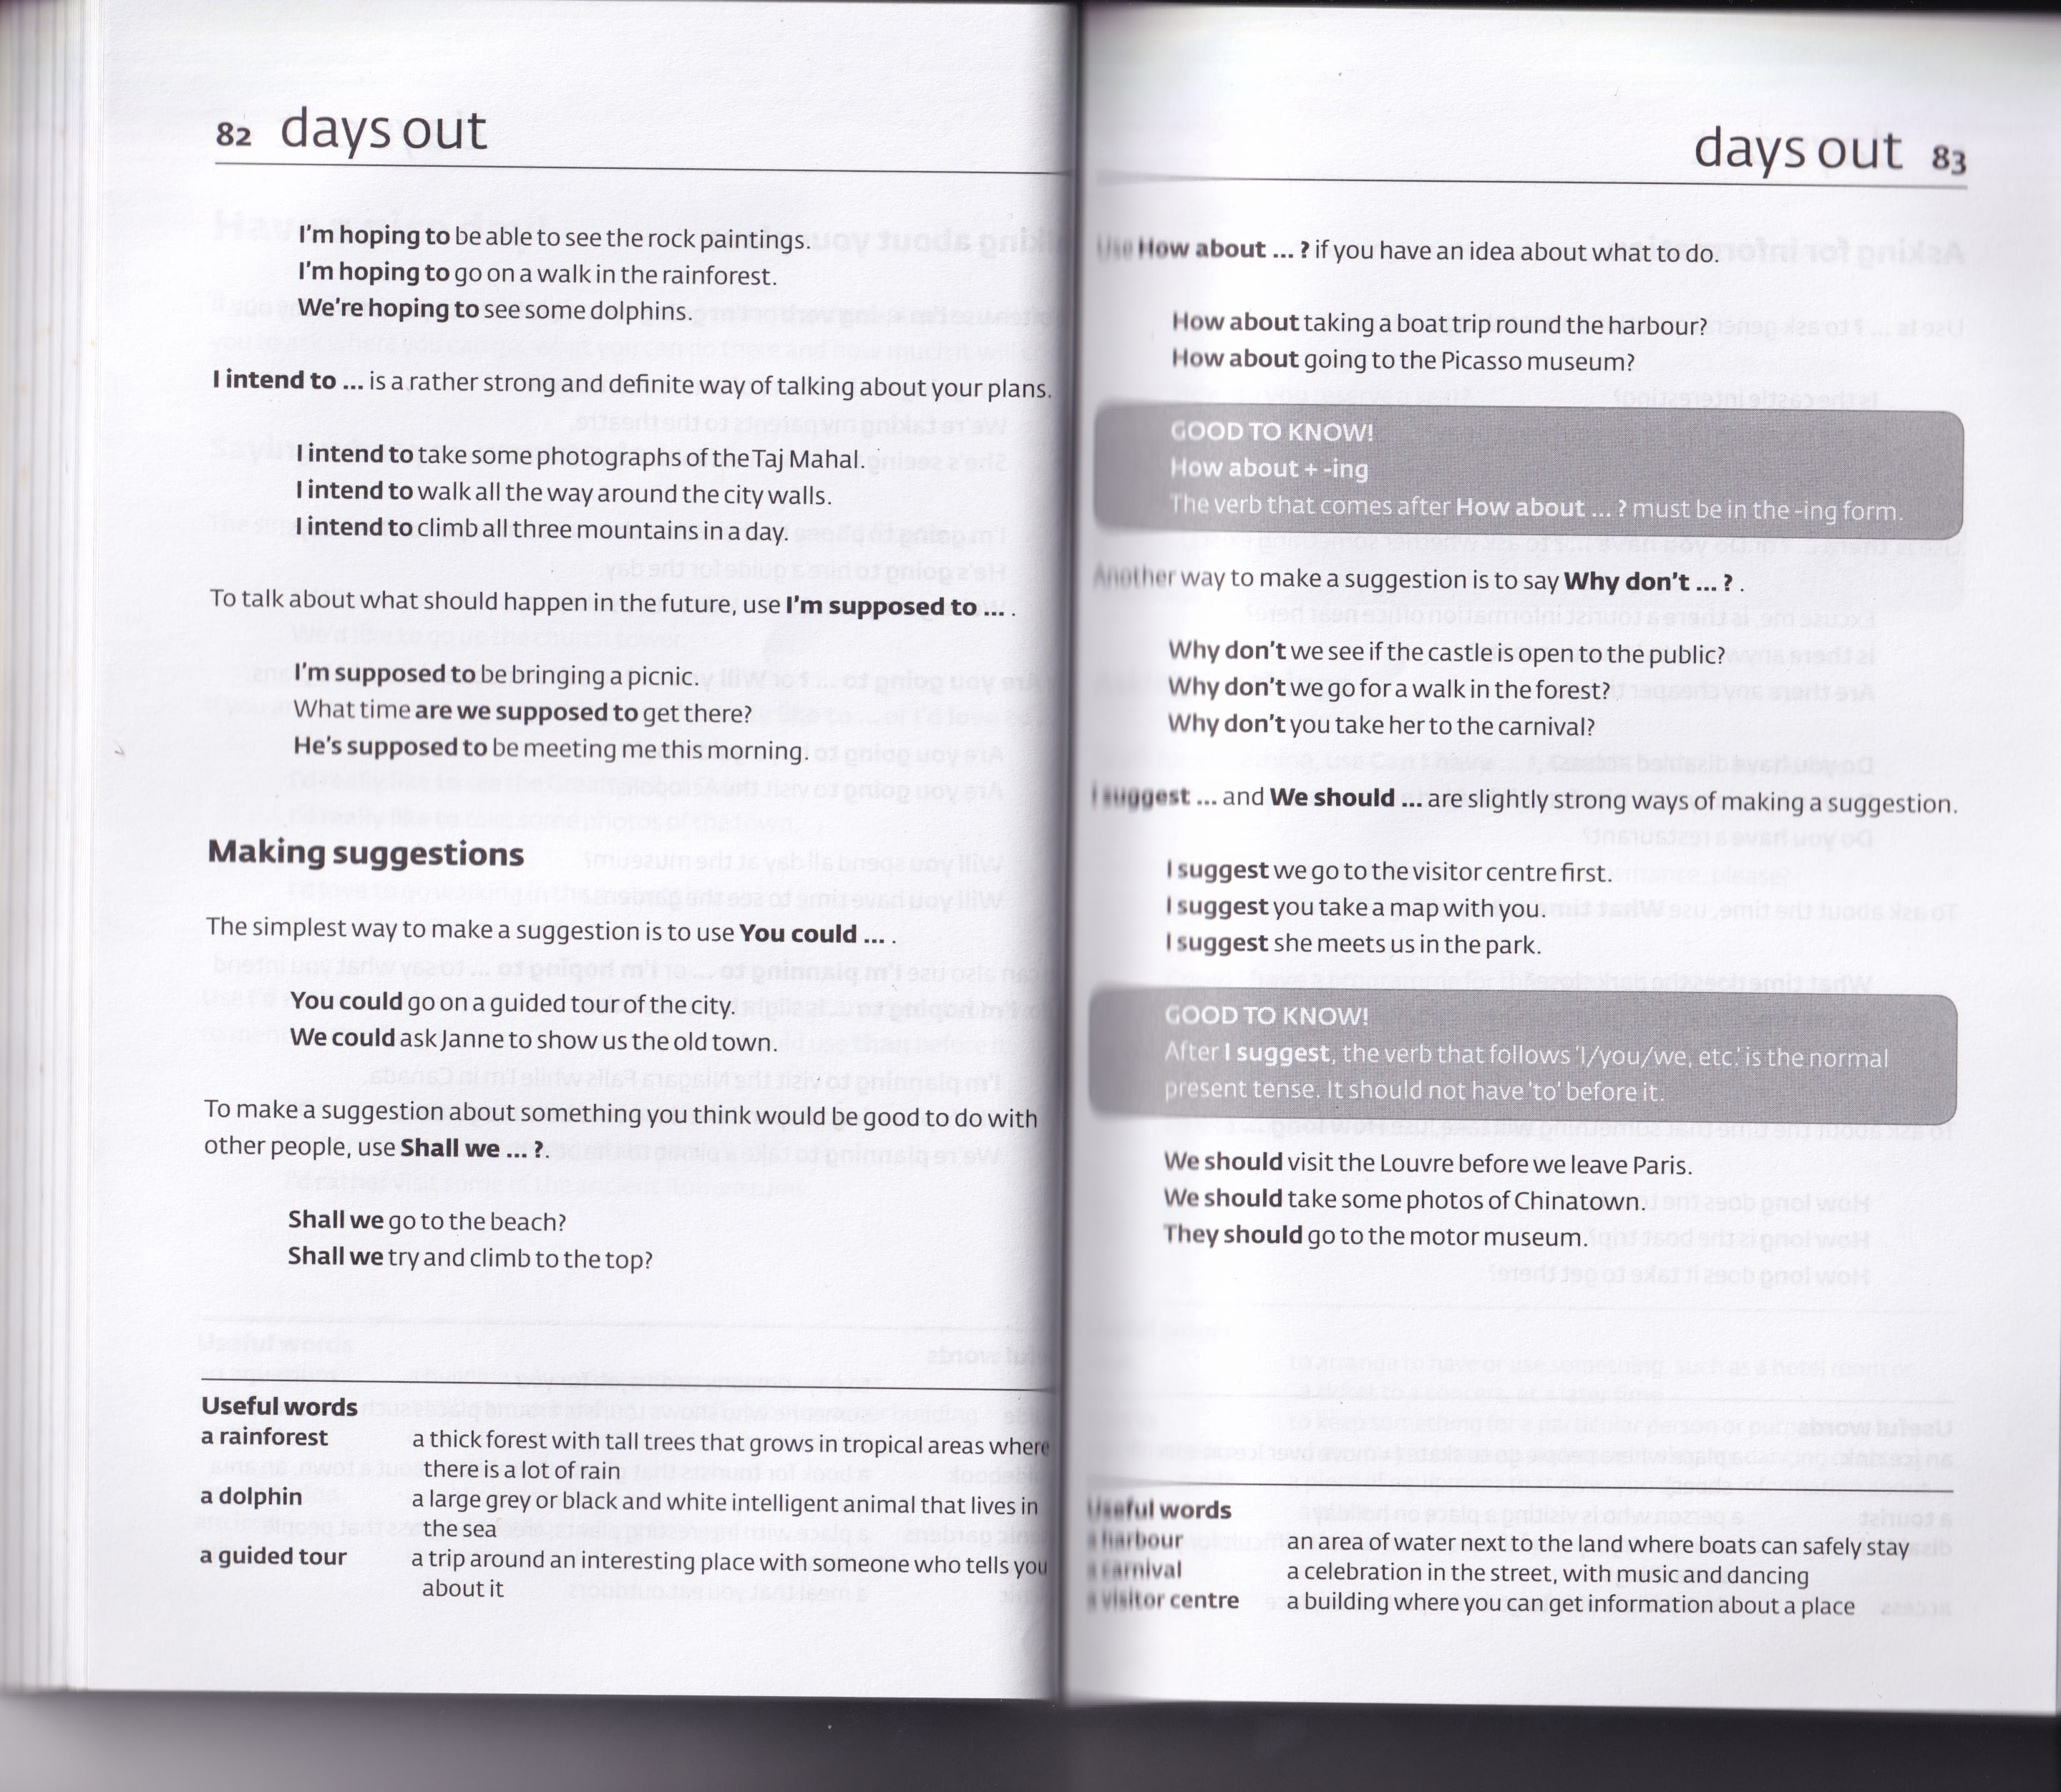 82 days out
I'm hoping to be able to see the rock paintings.
I'm hoping to go on a walk in the rainforest.
We're hoping to see some dolphins.
I intend to ... is a rather strong and definite way of talking about your plans.
I intend to take some photographs of the Taj Mahal.
I intend to walk all the way around the city walls.
I intend to climb all three mountains in a day.
To talk about what should happen in the future, use I'm supposed to ... .
I'm supposed to be bringing a picnic.
What time are we supposed to get there?
He's supposed to be meeting me this morning.
Making suggestions
The simplest way to make a suggestion is to use You could ... .
You could go on a guided tour of the city.
We could ask Janne to show us the old town.
To make a suggestion about something you think would be good to do with
other people, use Shall we ... ?.
Shall we go to the beach?
Shall we try and climb to the top?
Useful words
a rainforest a thick forest with tall trees that grows in tropical areas where
there is a lot of rain
a dolphin a large grey or black and white intelligent animal that lives in
the sea
a guided tour a trip around an interesting place with someone who tells you
about it
days out 83
Use How about ... ? if you have an idea about what to do.
How about taking a boat trip round the harbour?
How about going to the Picasso museum?
GOOD TO KNOW!
How about + -ing
The verb that comes after How about ... ? must be in the -ing form.
Another way to make a suggestion is to say Why don't ... ? .
Why don't we see if the castle is open to the public?
Why don't we go for a walk in the forest?
Why don't you take her to the carnival?
I suggest ... and We should ... are slightly strong ways of making a suggestion.
I suggest we go to the visitor centre first.
I suggest you take a map with you.
I suggest she meets us in the park.
GOOD TO KNOW!
After I suggest, the verb that follows 'I/you/we, etc.' is the normal
present tense. It should not have 'to' before it.
We should visit the Louvre before we leave Paris.
We should take some photos of Chinatown.
They should go to the motor museum.
Useful words
a harbour an area of water next to the land where boats can safely stay
a carnival a celebration in the street, with music and dancing
a visitor centre a building where you can get information about a place